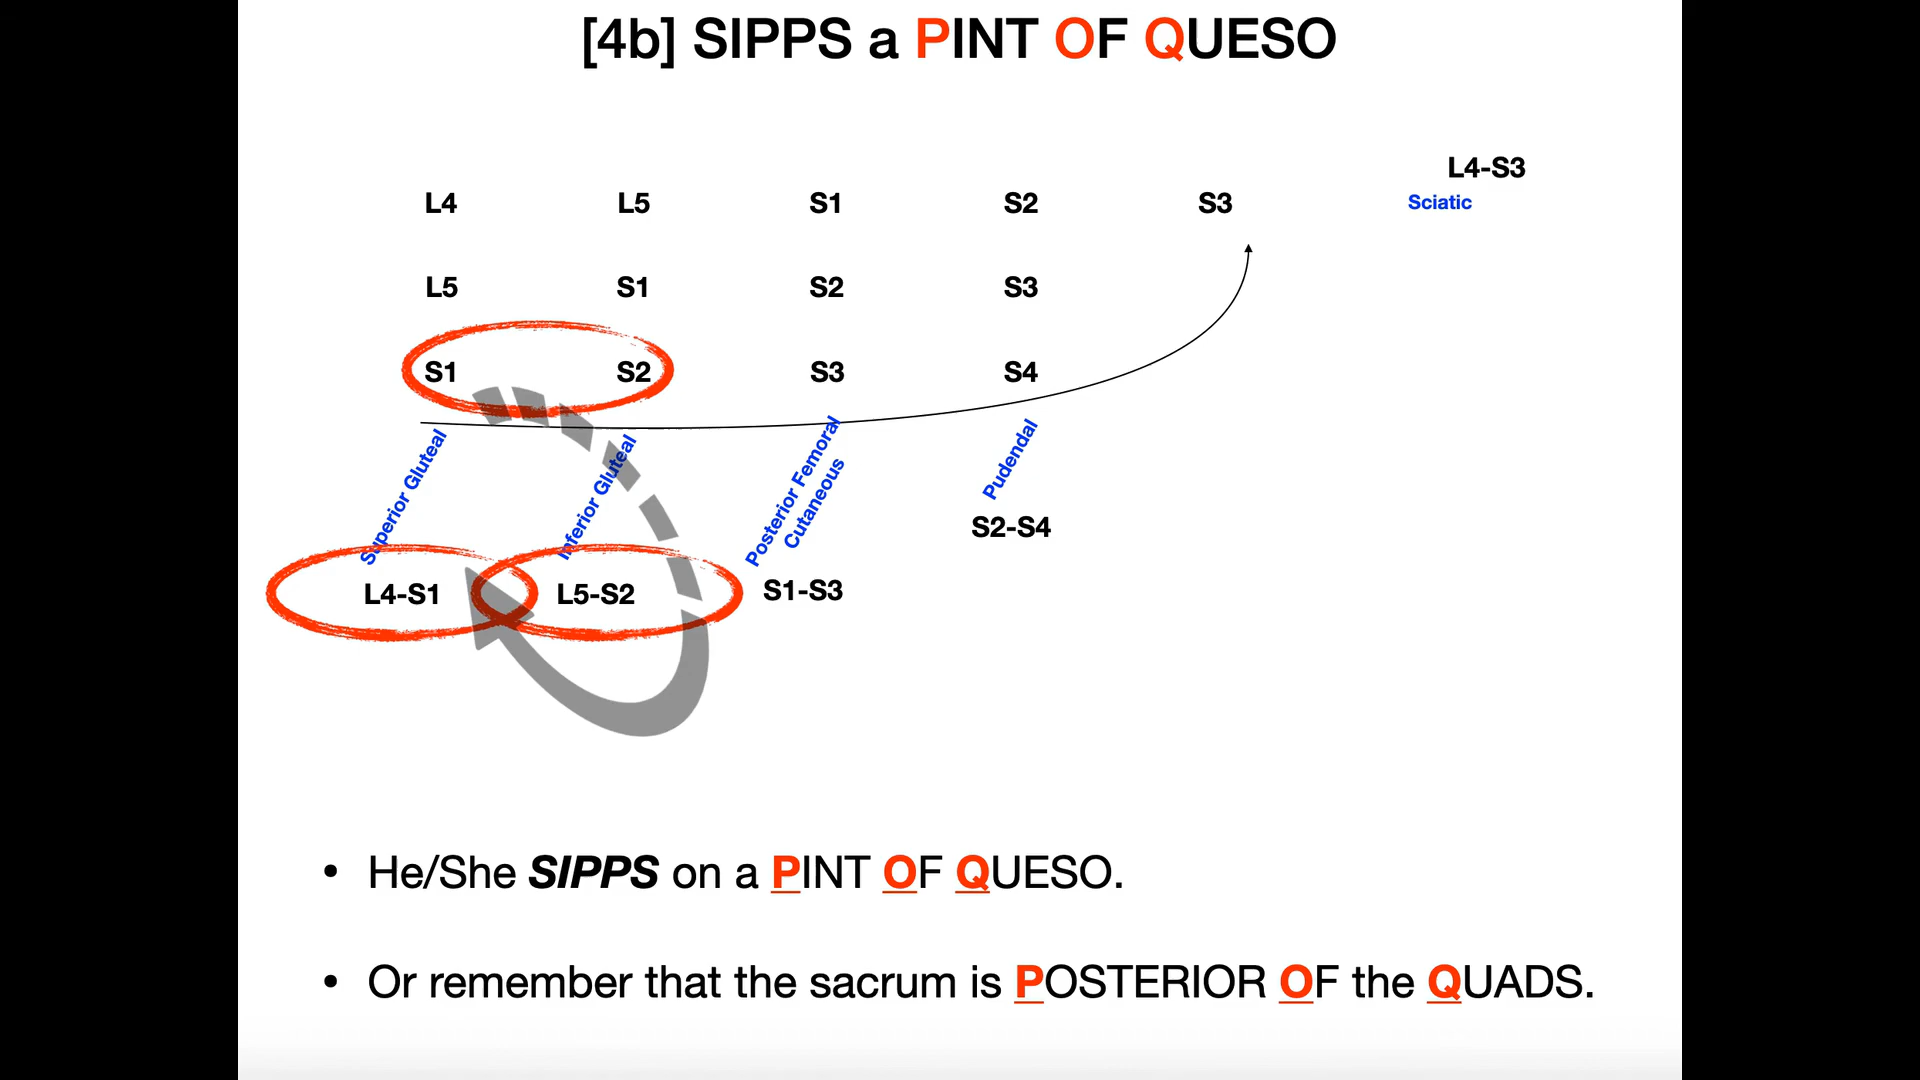 [4b] SIPPS a PINT OF QUESO
L4-S3
L4 L5 S1 S2 S3 Sciatic
L5 S1 S2 S3
S1 S2 S3 S4
Superior Gluteal
Inferior Gluteal
Posterior Femoral
Cutaneous
Pudendal
S2-S4
L4-S1 L5-S2 S1-S3
• He/She SIPPS on a PINT OF QUESO.
• Or remember that the sacrum is POSTERIOR OF the QUADS.